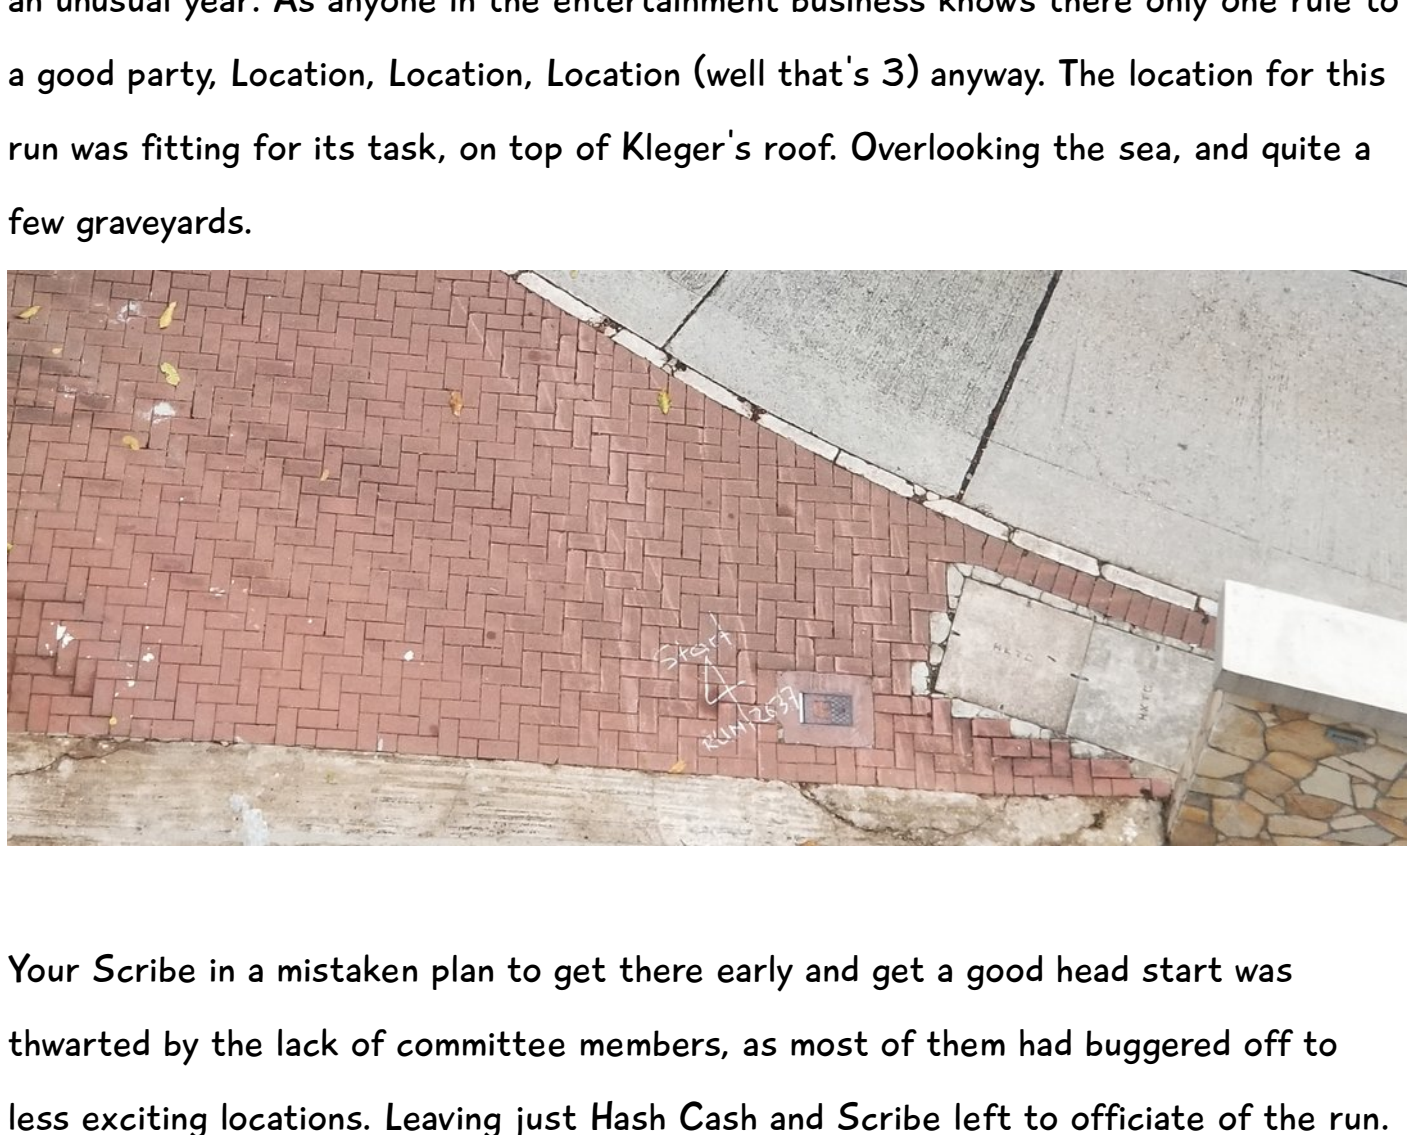 an unusual year. As anyone in the entertainment business knows there only one rule to
a good party, Location, Location, Location (well that's 3) anyway. The location for this
run was fitting for its task, on top of Kleger's roof. Overlooking the sea, and quite a
few graveyards.
Start
RUN 2637
HKTC
HKTC
Your Scribe in a mistaken plan to get there early and get a good head start was
thwarted by the lack of committee members, as most of them had buggered off to
less exciting locations. Leaving just Hash Cash and Scribe left to officiate of the run.